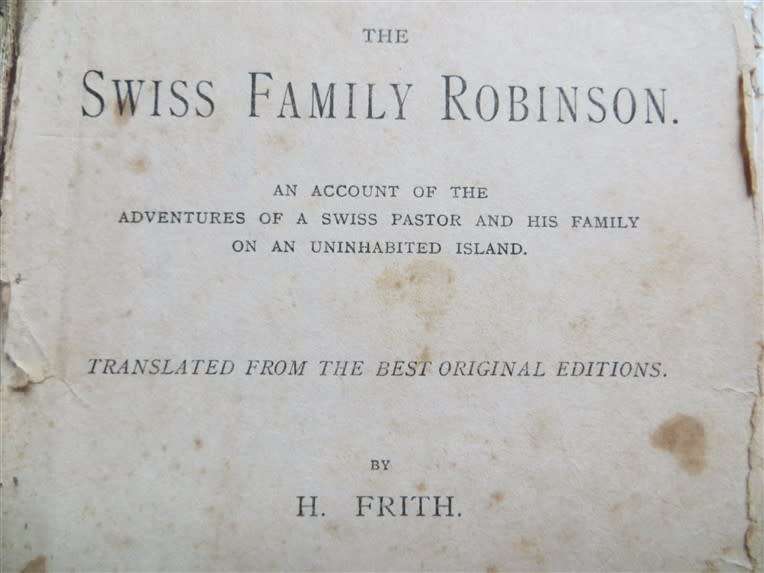 THE
SWISS FAMILY ROBINSON.
AN ACCOUNT OF THE
ADVENTURES OF A SWISS PASTOR AND HIS FAMILY
ON AN UNINHABITED ISLAND.
TRANSLATED FROM THE BEST ORIGINAL EDITIONS.
BY
H. FRITH.